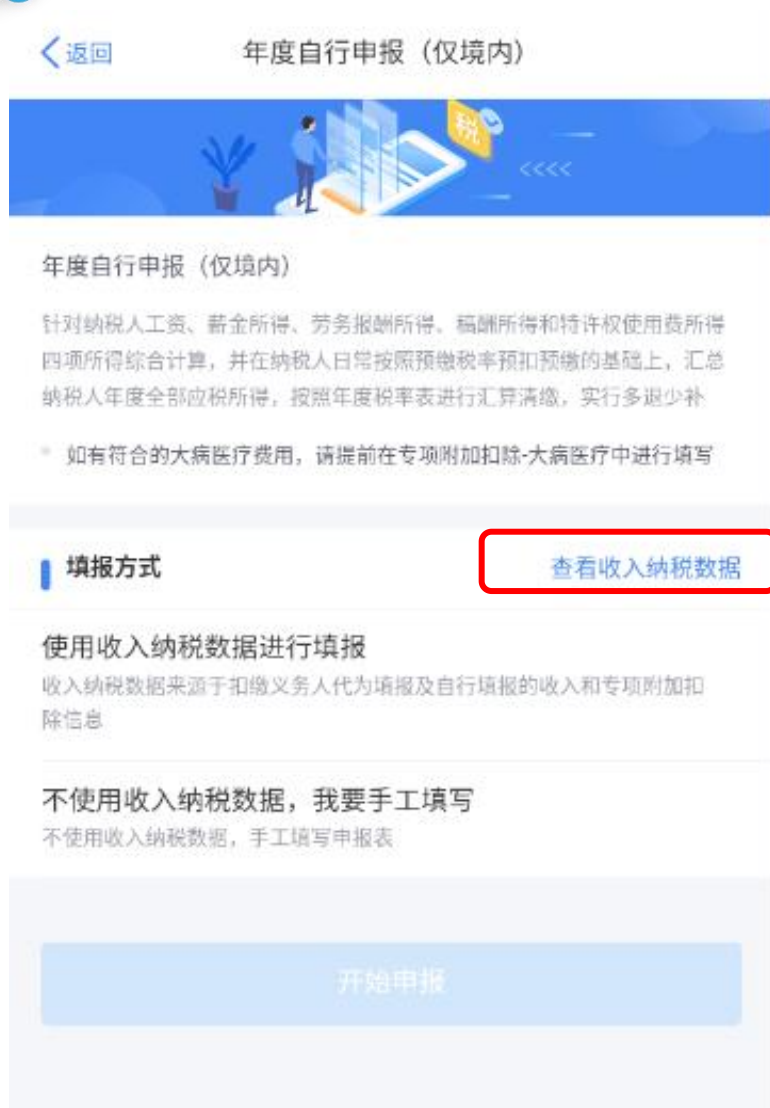 返回
年度自行申报（仅境内）
税
<<<<
年度自行申报（仅境内）
针对纳税人工资、薪金所得、劳务报酬所得、稿酬所得和特许权使用费所得
四项所得综合计算，并在纳税人日常按照预缴税率预扣预缴的基础上，汇总
纳税人年度全部应税所得，按照年度税率表进行汇算清缴，实行多退少补
如有符合的大病医疗费用，请提前在专项附加扣除-大病医疗中进行填写
填报方式
查看收入纳税数据
使用收入纳税数据进行填报
收入纳税数据来源于扣缴义务人代为填报及自行填报的收入和专项附加扣
除信息
不使用收入纳税数据，我要手工填写
不使用收入纳税数据，手工填写申报表
开始申报